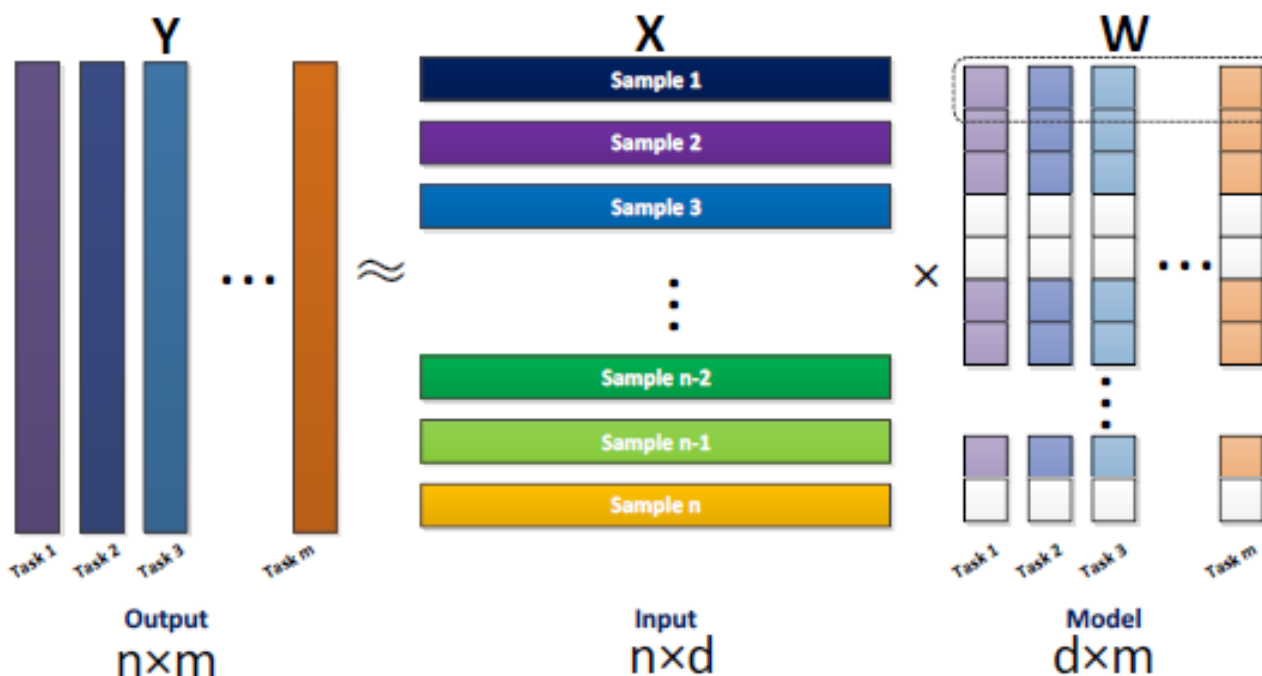 Y
X
W
Sample 1
Sample 2
Sample 3
...
≈
×
...
⋮
Sample n-2
Sample n-1
Sample n
⋮
Task 1
Task 2
Task 3
Task m
Task 1
Task 2
Task 3
Task m
Output
Input
Model
n×m
n×d
d×m